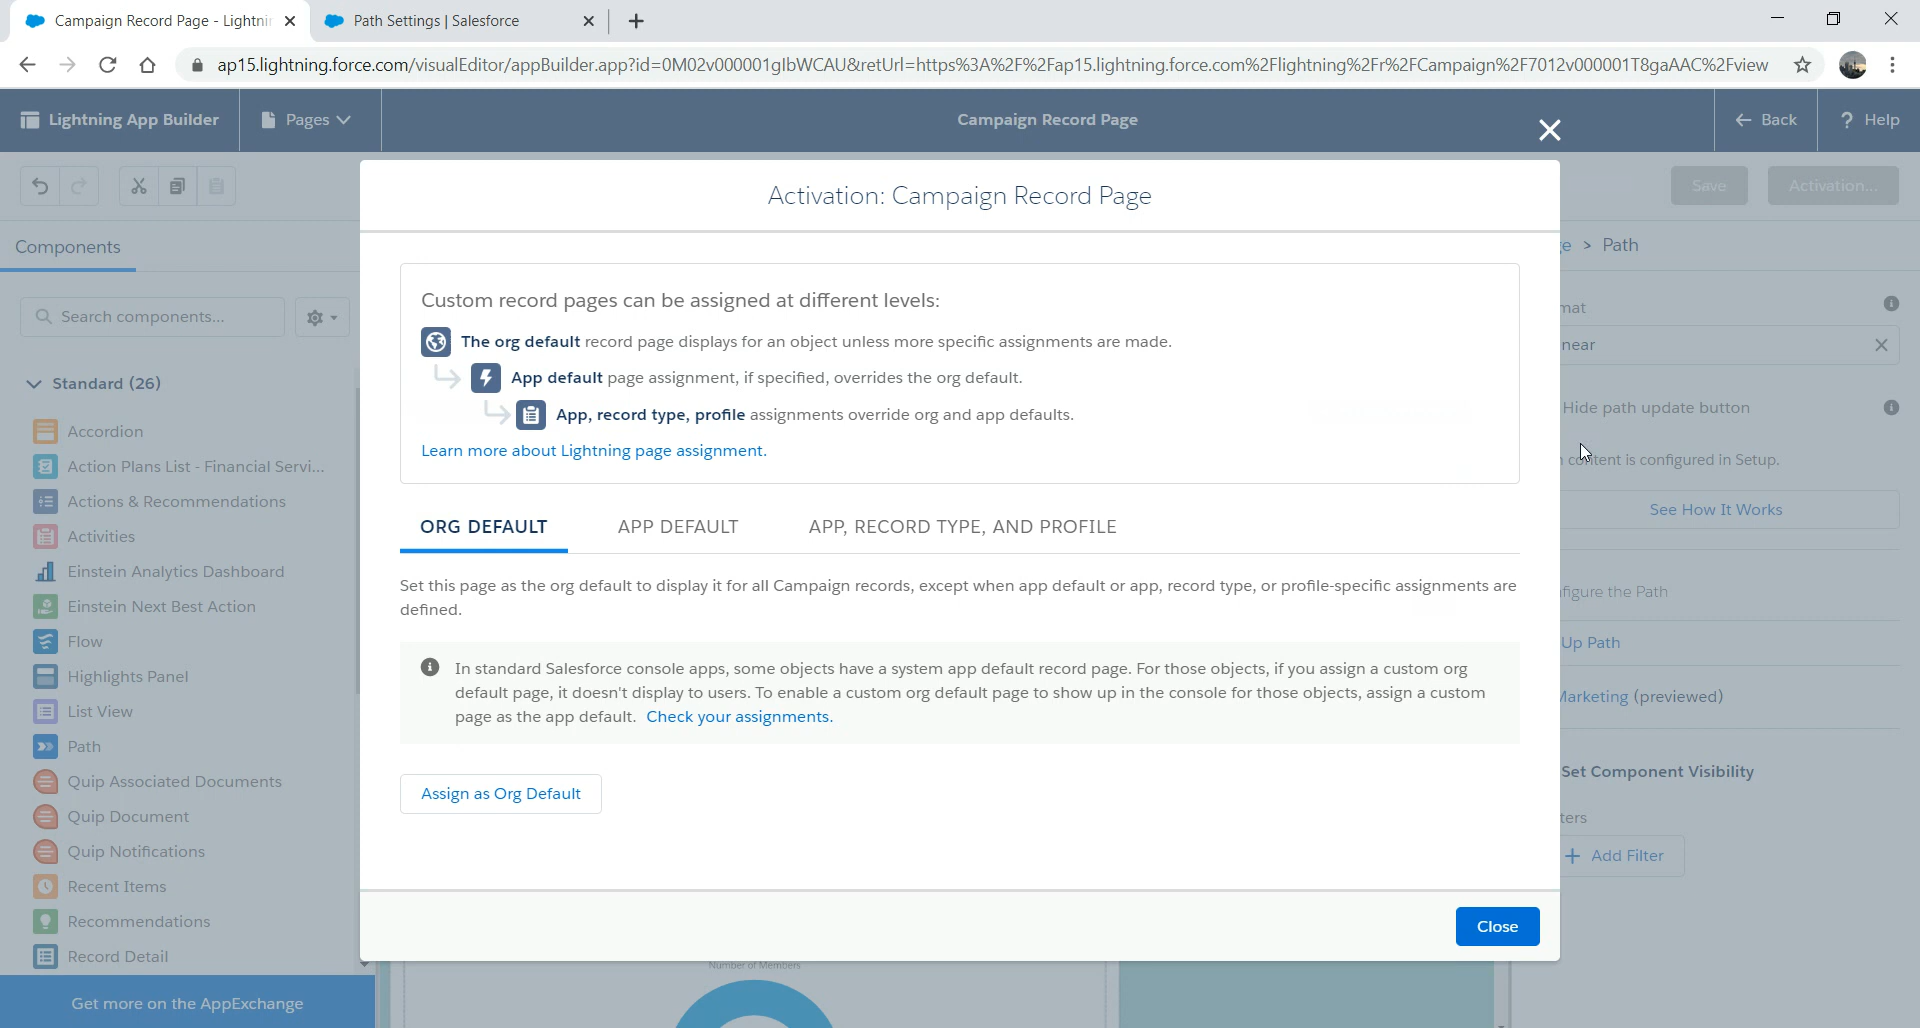 Campaign Record Page - Lightni
Path Settings | Salesforce
ap15.lightning.force.com/visualEditor/appBuilder.app?id=0M02v000001glbWCAU&retUrl=https%3A%2F%2Fap15.lightning.force.com%2Flightning%2Fr%2FCampaign%2F7012v000001T8gaAAC%2Fview
Lightning App Builder
Pages
Campaign Record Page
Back
? Help
Save
Activation...
Components
Search components...
Standard (26)
Accordion
Action Plans List - Financial Servi...
Actions & Recommendations
Activities
Einstein Analytics Dashboard
Einstein Next Best Action
Flow
Highlights Panel
List View
Path
Quip Associated Documents
Quip Document
Quip Notifications
Recent Items
Recommendations
Record Detail
Get more on the AppExchange
Activation: Campaign Record Page
Custom record pages can be assigned at different levels:
The org default record page displays for an object unless more specific assignments are made.
App default page assignment, if specified, overrides the org default.
App, record type, profile assignments override org and app defaults.
Learn more about Lightning page assignment.
ORG DEFAULT
APP DEFAULT
APP, RECORD TYPE, AND PROFILE
Set this page as the org default to display it for all Campaign records, except when app default or app, record type, or profile-specific assignments are
defined.
In standard Salesforce console apps, some objects have a system app default record page. For those objects, if you assign a custom org
default page, it doesn't display to users. To enable a custom org default page to show up in the console for those objects, assign a custom
page as the app default. Check your assignments.
Assign as Org Default
Close
Number of Members
e > Path
mat
near
Hide path update button
content is configured in Setup.
See How It Works
figure the Path
Up Path
Marketing (previewed)
Set Component Visibility
ters
+ Add Filter